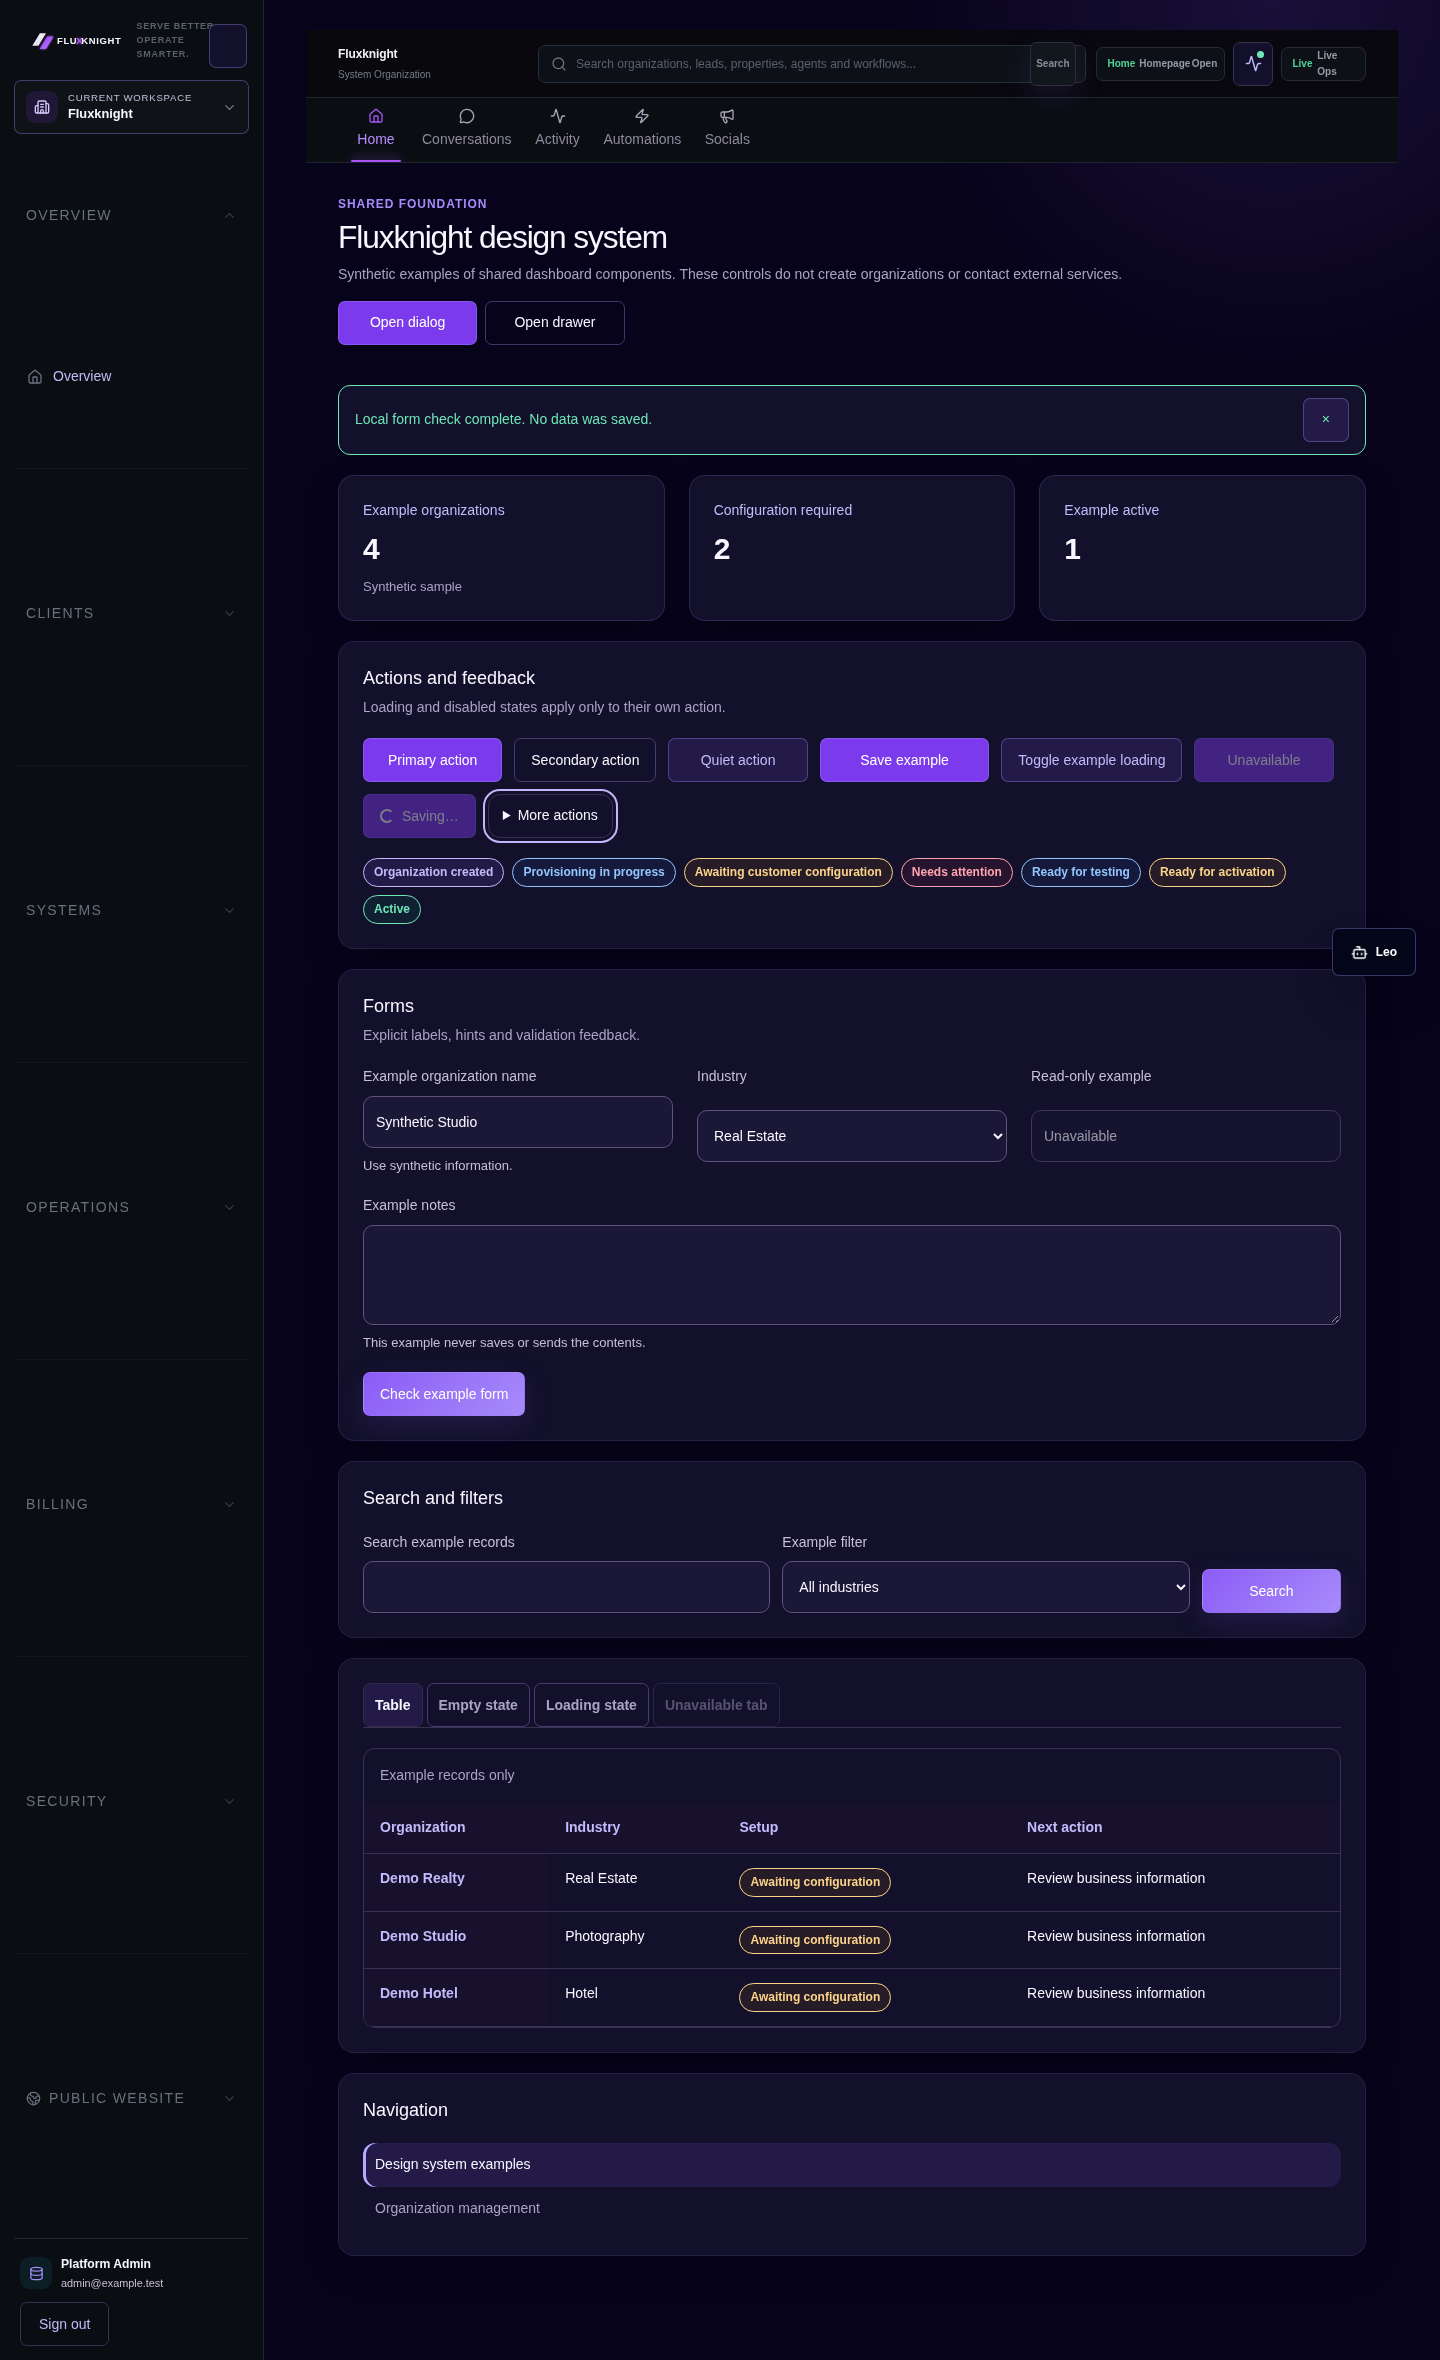 FLUXKNIGHT
SERVE BETTER
OPERATE
SMARTER.
CURRENT WORKSPACE
Fluxknight
OVERVIEW
Overview
CLIENTS
SYSTEMS
OPERATIONS
BILLING
SECURITY
PUBLIC WEBSITE
Platform Admin
admin@example.test
Sign out
Fluxknight
System Organization
Search organizations, leads, properties, agents and workflows...
Search
Home Homepage Open
Live Live Ops
Home Conversations Activity Automations Socials
SHARED FOUNDATION
Fluxknight design system
Synthetic examples of shared dashboard components. These controls do not create organizations or contact external services.
Open dialog Open drawer
Local form check complete. No data was saved.
×
Example organizations
4
Synthetic sample
Configuration required
2
Example active
1
Actions and feedback
Loading and disabled states apply only to their own action.
Primary action Secondary action Quiet action Save example Toggle example loading Unavailable
Saving… More actions
Organization created Provisioning in progress Awaiting customer configuration Needs attention Ready for testing Ready for activation
Active
Leo
Forms
Explicit labels, hints and validation feedback.
Example organization name
Synthetic Studio
Use synthetic information.
Industry
Real Estate
Read-only example
Unavailable
Example notes
This example never saves or sends the contents.
Check example form
Search and filters
Search example records
Example filter
All industries
Search
Table Empty state Loading state Unavailable tab
Example records only
Organization Industry Setup Next action
Demo Realty Real Estate Awaiting configuration Review business information
Demo Studio Photography Awaiting configuration Review business information
Demo Hotel Hotel Awaiting configuration Review business information
Navigation
Design system examples
Organization management